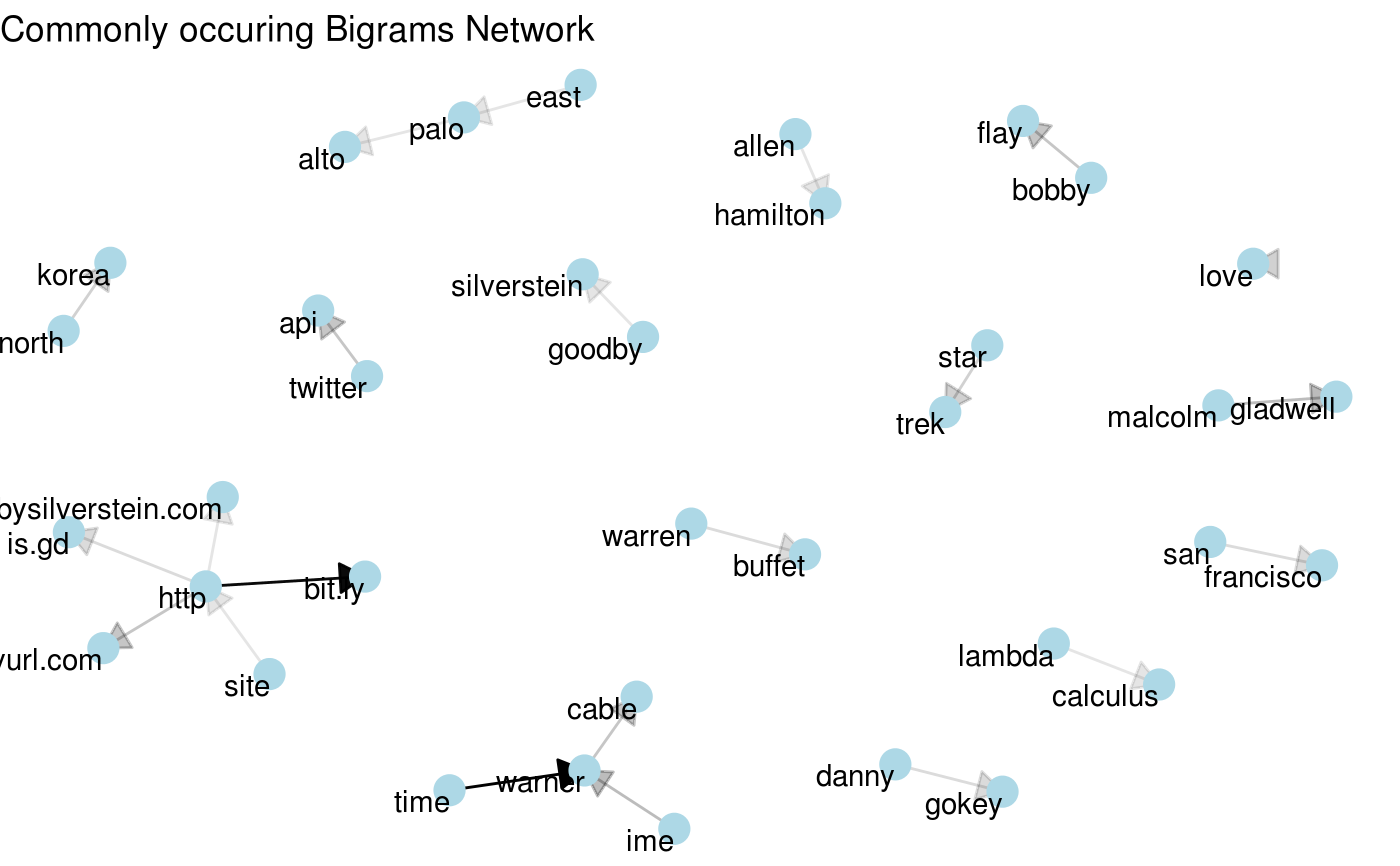 Commonly occuring Bigrams Network
east
palo
alto
allen
hamilton
flay
bobby
korea
north
silverstein
goodby
api
twitter
love
star
trek
malcolm
gladwell
bysilverstein.com
is.gd
http
bit.ly
yurl.com
site
warren
buffet
san
francisco
lambda
calculus
cable
warner
time
ime
danny
gokey